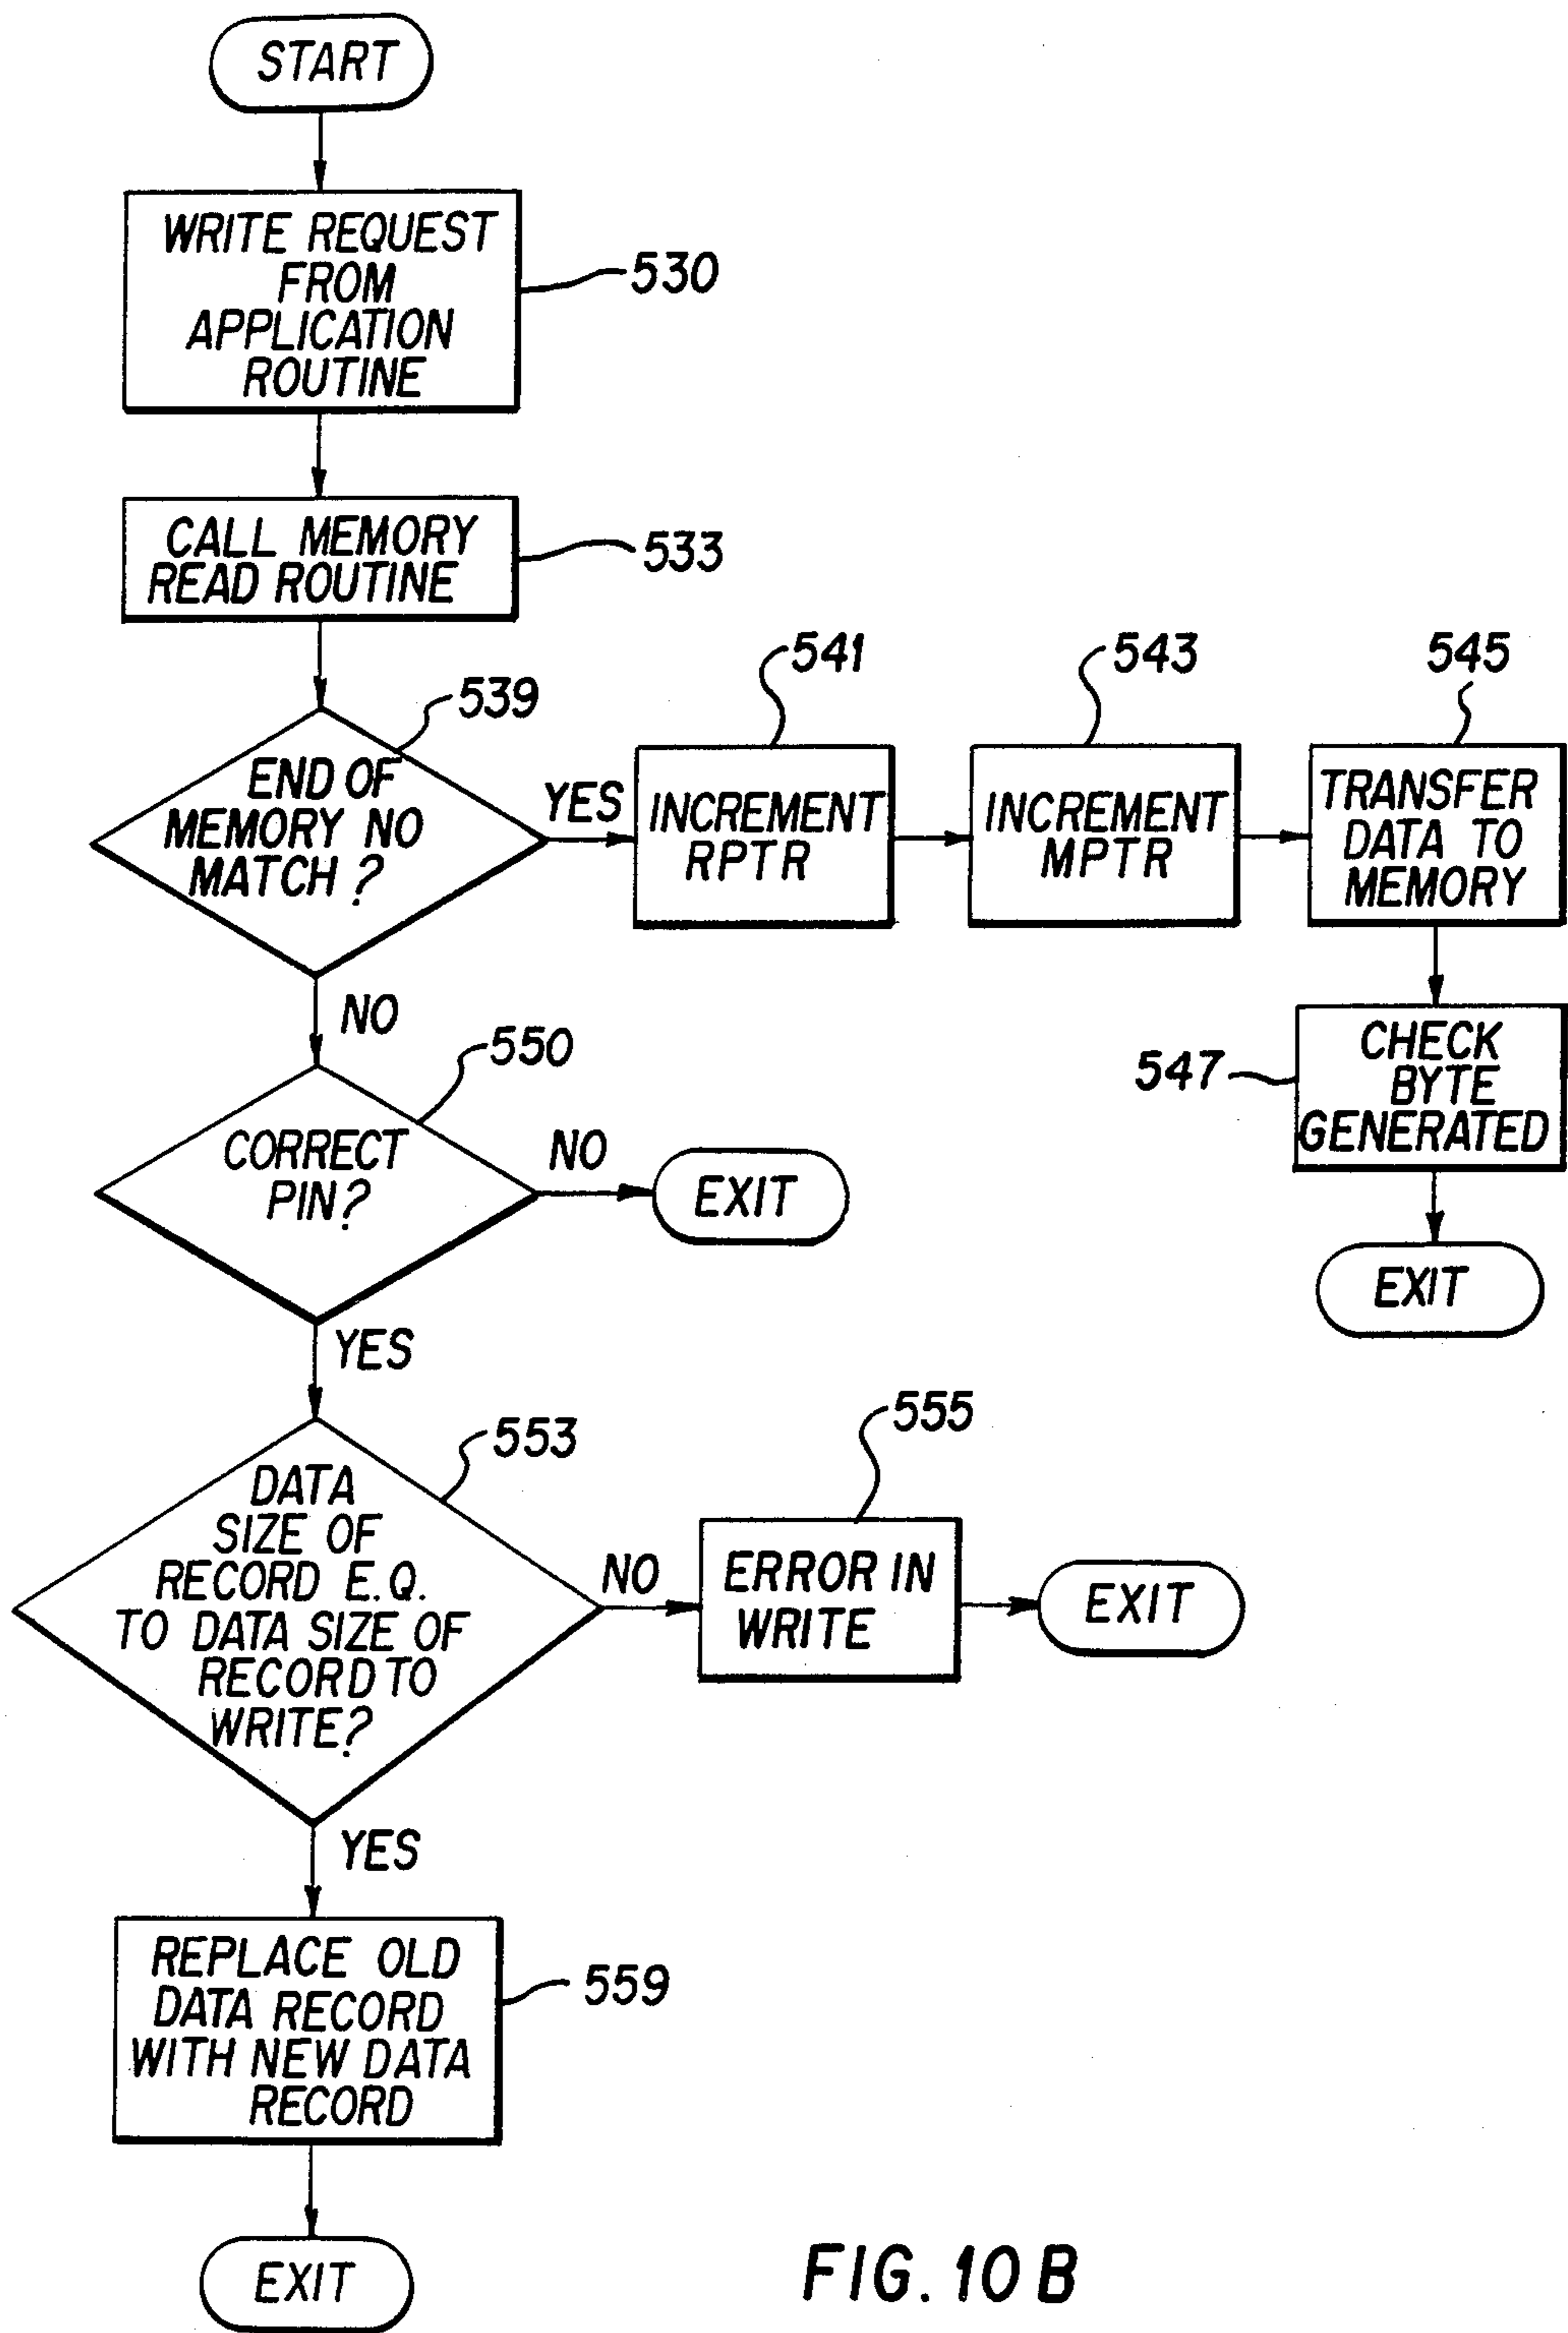 START
WRITE REQUEST
FROM
APPLICATION
ROUTINE
530
CALL MEMORY
READ ROUTINE
533
539
END OF
MEMORY NO
MATCH?
YES
541
INCREMENT
RPTR
543
INCREMENT
MPTR
545
TRANSFER
DATA TO
MEMORY
547
CHECK
BYTE
GENERATED
EXIT
NO
550
CORRECT
PIN?
NO
EXIT
YES
553
DATA
SIZE OF
RECORD E.Q.
TO DATA SIZE OF
RECORD TO
WRITE?
NO
555
ERROR IN
WRITE
EXIT
YES
REPLACE OLD
DATA RECORD
WITH NEW DATA
RECORD
559
EXIT
FIG. 10 B